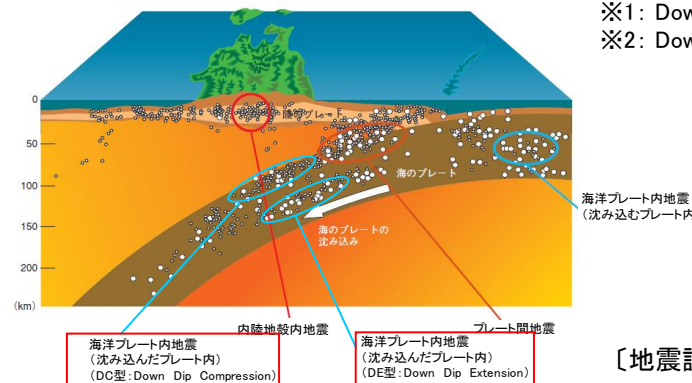 ※1: Dow
※2: Dow
0
50
100
150
200
(km)
陸のプレート
海のプレート
海のプレートの
沈み込み
海洋プレート内地震
(沈み込むプレート内
内陸地殻内地震
プレート間地震
海洋プレート内地震
(沈み込んだプレート内)
(DC型:Down Dip Compression)
海洋プレート内地震
(沈み込んだプレート内)
(DE型:Down Dip Extension)
〔地震